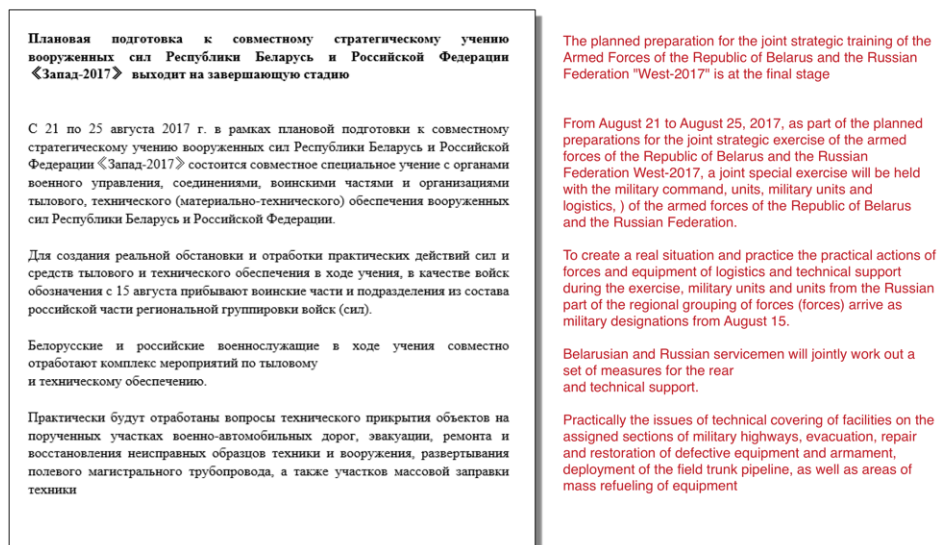 Плановая подготовка к совместному стратегическому учению
вооруженных сил Республики Беларусь и Российской Федерации
《Запад-2017》 выходит на завершающую стадию
С 21 по 25 августа 2017 г. в рамках плановой подготовки к совместному
стратегическому учению вооруженных сил Республики Беларусь и Российской
Федерации《Запад-2017》состоится совместное специальное учение с органами
военного управления, соединениями, воинскими частями и организациями
тылового, технического (материально-технического) обеспечения вооруженных
сил Республики Беларусь и Российской Федерации.
Для создания реальной обстановки и отработки практических действий сил и
средств тылового и технического обеспечения в ходе учения, в качестве войск
обозначения с 15 августа прибывают воинские части и подразделения из состава
российской части региональной группировки войск (сил).
Белорусские и российские военнослужащие в ходе учения совместно
отработают комплекс мероприятий по тыловому
и техническому обеспечению.
Практически будут отработаны вопросы технического прикрытия объектов на
порученных участках военно-автомобильных дорог, эвакуации, ремонта и
восстановления неисправных образцов техники и вооружения, развертывания
полевого магистрального трубопровода, а также участков массовой заправки
техники
The planned preparation for the joint strategic training of the
Armed Forces of the Republic of Belarus and the Russian
Federation "West-2017" is at the final stage
From August 21 to August 25, 2017, as part of the planned
preparations for the joint strategic exercise of the armed
forces of the Republic of Belarus and the Russian
Federation West-2017, a joint special exercise will be held
with the military command, units, military units and
logistics, ) of the armed forces of the Republic of Belarus
and the Russian Federation.
To create a real situation and practice the practical actions of
forces and equipment of logistics and technical support
during the exercise, military units and units from the Russian
part of the regional grouping of forces (forces) arrive as
military designations from August 15.
Belarusian and Russian servicemen will jointly work out a
set of measures for the rear
and technical support.
Practically the issues of technical covering of facilities on the
assigned sections of military highways, evacuation, repair
and restoration of defective equipment and armament,
deployment of the field trunk pipeline, as well as areas of
mass refueling of equipment